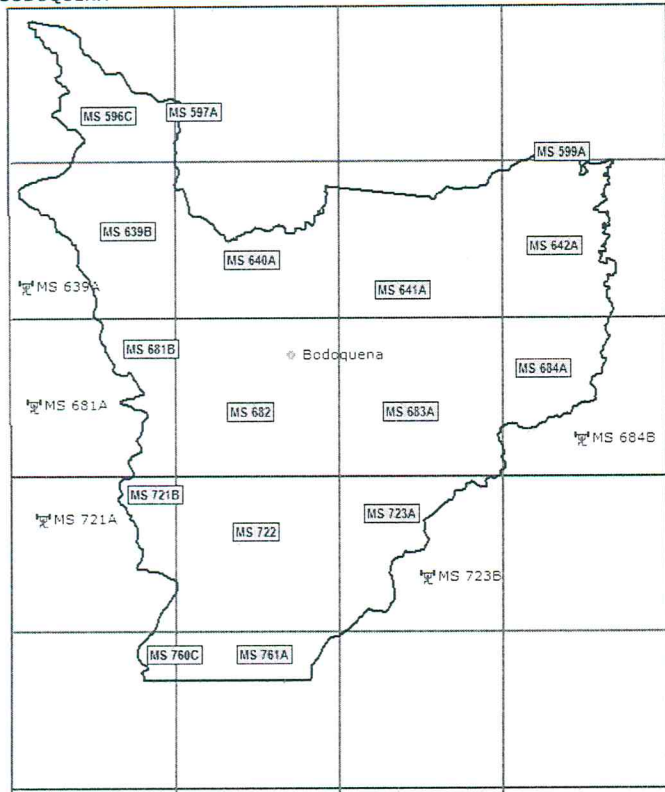 MS 596C
MS 597A
MS 599A
MS 639B
MS 640A
MS 642A
MS 639A
MS 641A
MS 681B
Bodoquena
MS 684A
MS 681A
MS 682
MS 683A
MS 684B
MS 721B
MS 721A
MS 722
MS 723A
MS 723B
MS 760C
MS 761A